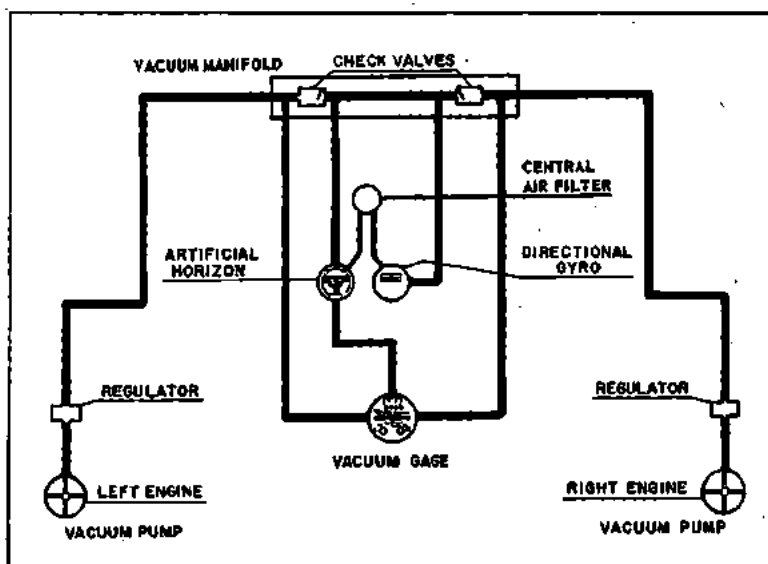 CHECK VALVES
VACUUM MANIFOLD
CENTRAL
AIR FILTER
ARTIFICIAL
HORIZON
DIRECTIONAL
GYRO
REGULATOR
REGULATOR
VACUUM GAGE
LEFT ENGINE
RIGHT ENGINE
VACUUM PUMP
VACUUM PUMP